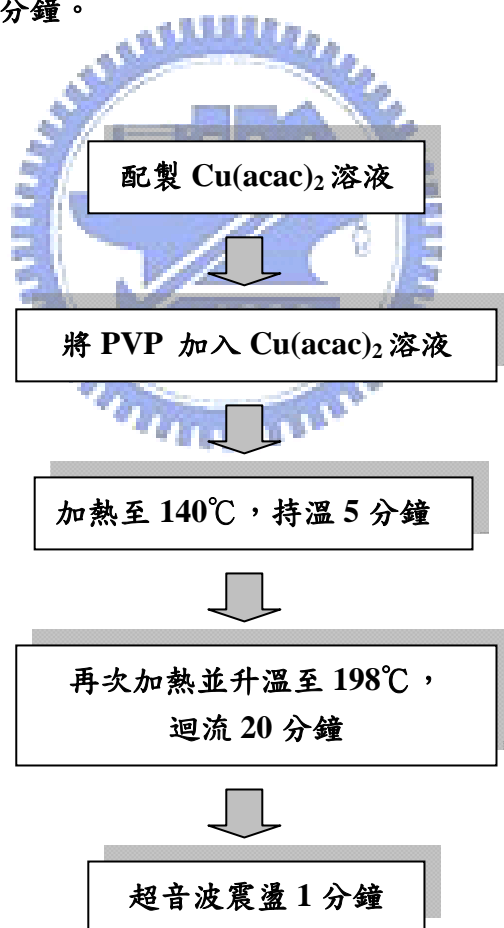 分鐘。
配製 Cu(acac)₂溶液
將 PVP 加入 Cu(acac)₂溶液
加熱至 140℃，持溫 5 分鐘
再次加熱並升溫至 198℃，
迴流 20 分鐘
超音波震盪 1 分鐘